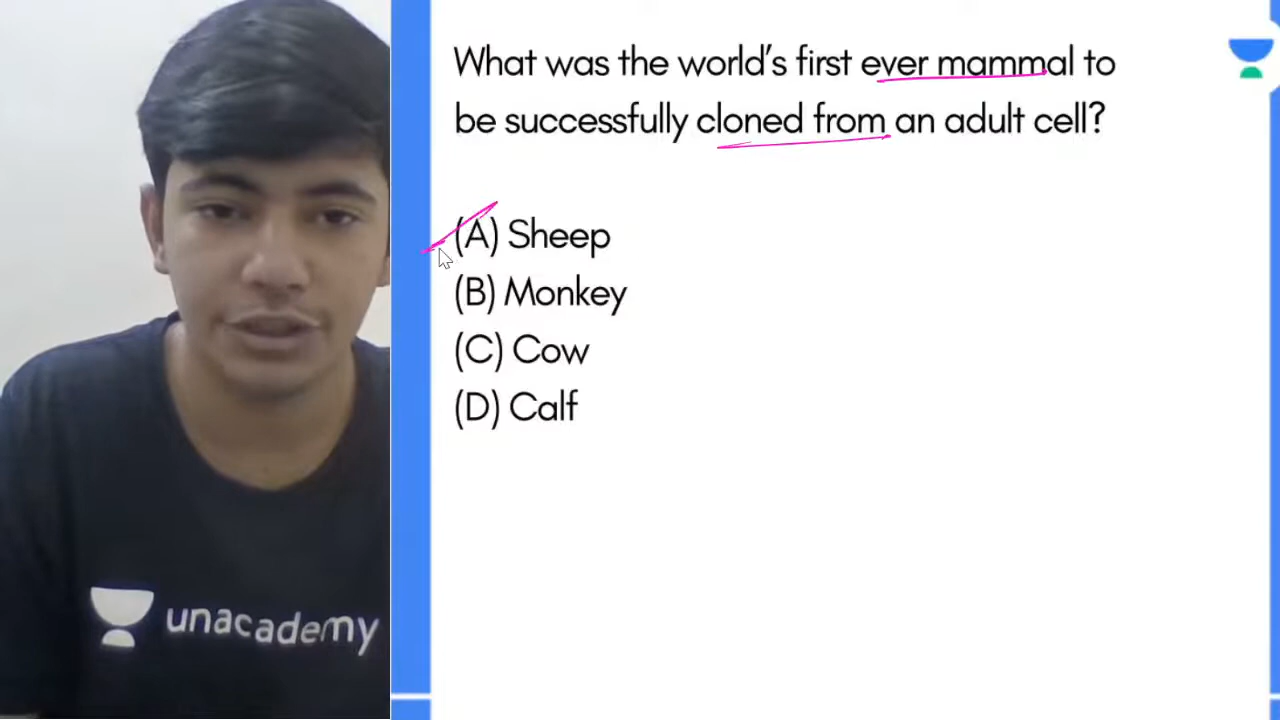 What was the world's first ever mammal to
be successfully cloned from an adult cell?
(A) Sheep
(B) Monkey
(C) Cow
(D) Calf
unacademy